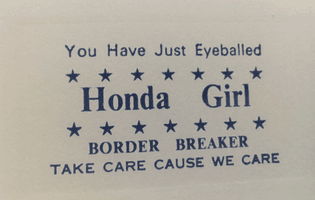 You Have Just Eyeballed
★ ★ ★ ★ ★ ★ ★
Honda Girl
★ ★ ★ ★ ★ ★ ★
BORDER BREAKER
TAKE CARE CAUSE WE CARE